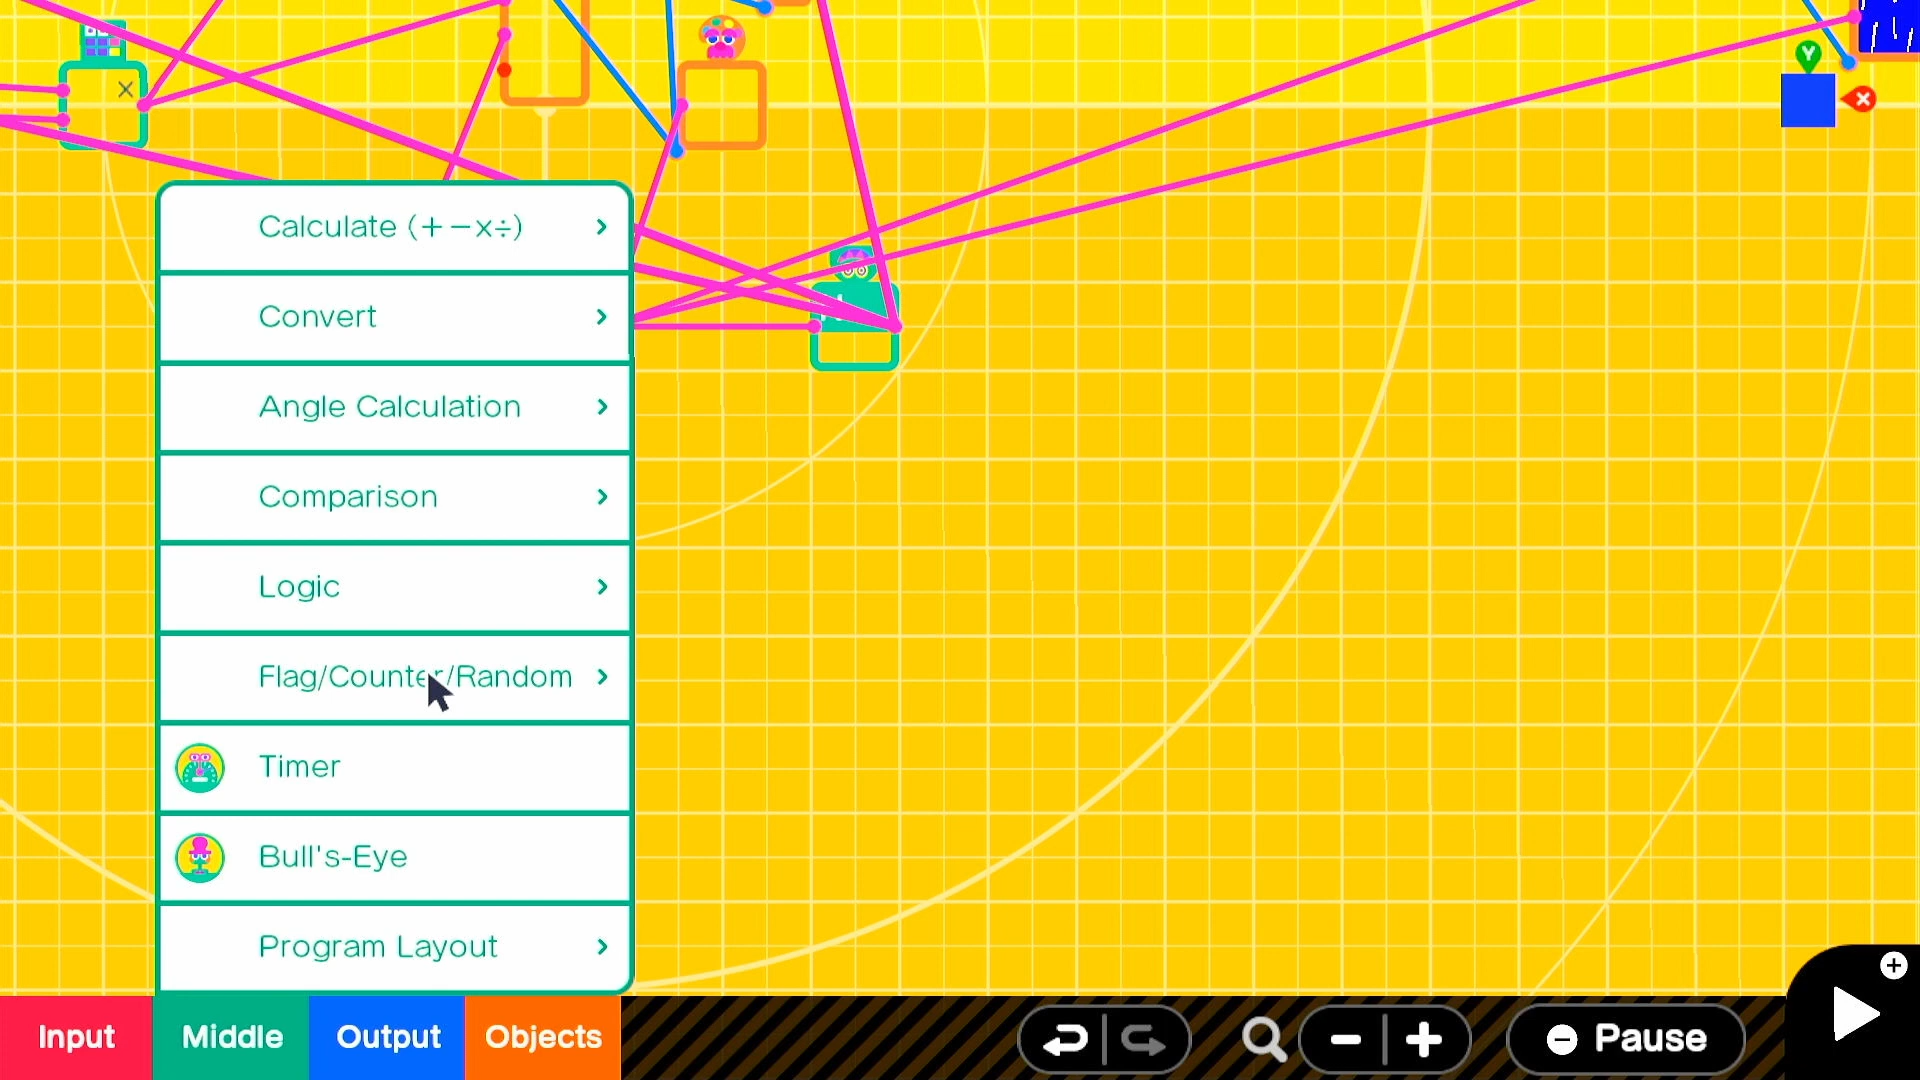 Y
×
Calculate (+−×÷)
Convert
Angle Calculation
Comparison
Logic
Flag/Counter/Random
Timer
Bull's-Eye
Program Layout
Input
Middle
Output
Objects
Pause